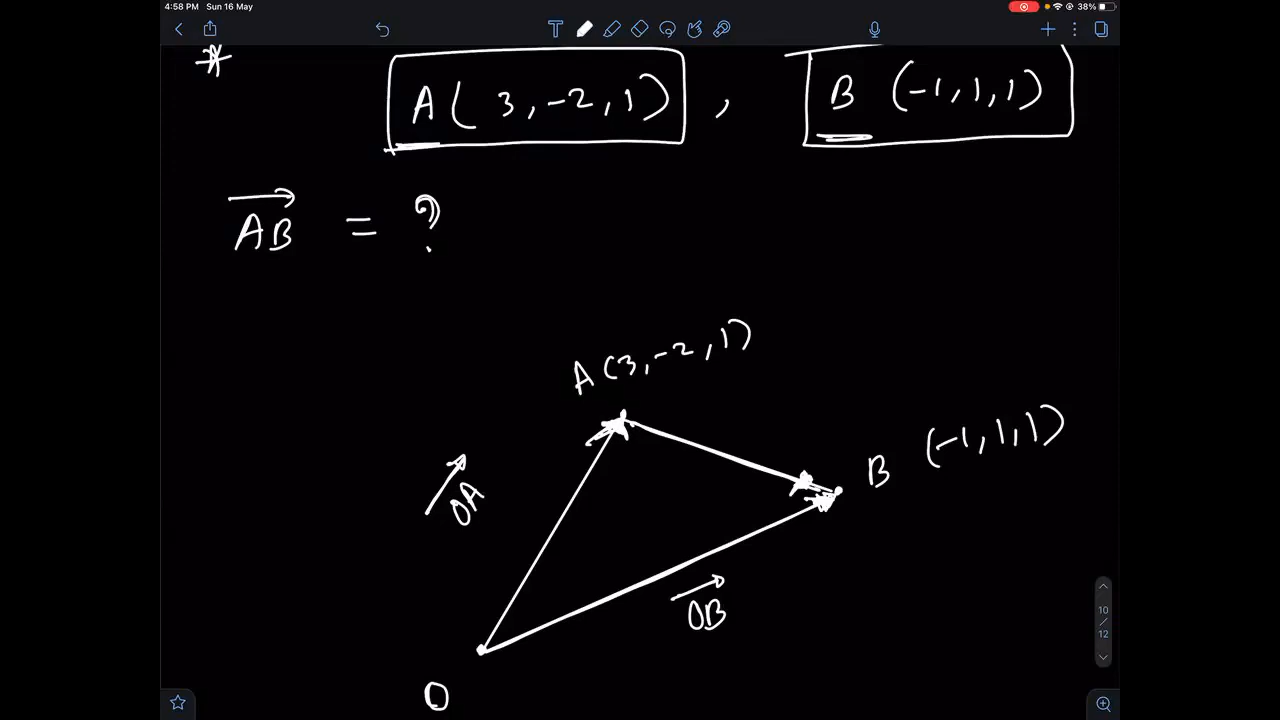 4:58 PM Sun 16 May 38%
T
*
A ( 3 , -2 , 1 ) , B ( -1 , 1 , 1 )
AB = ?
A ( 3 , -2 , 1 )
B ( -1 , 1 , 1 )
OA
OB
O
10
/
12